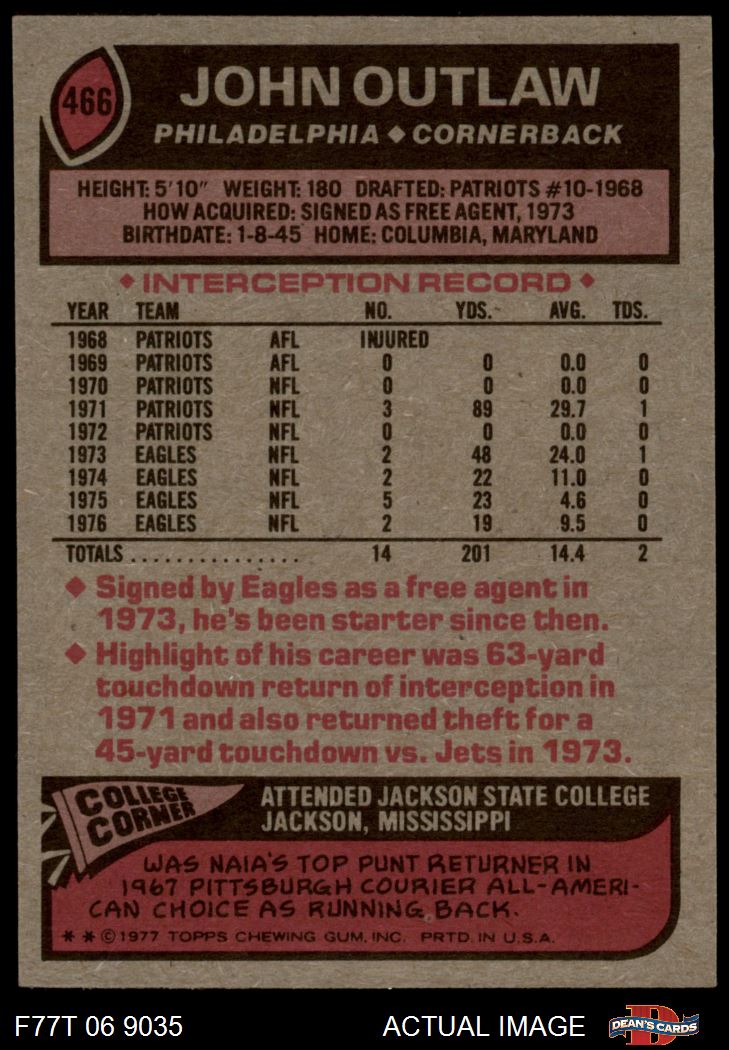 466
JOHN OUTLAW
PHILADELPHIA ◆ CORNERBACK
HEIGHT: 5'10" WEIGHT: 180 DRAFTED: PATRIOTS #10-1968
HOW ACQUIRED: SIGNED AS FREE AGENT, 1973
BIRTHDATE: 1-8-45 HOME: COLUMBIA, MARYLAND
◆ INTERCEPTION RECORD ◆
YEAR TEAM NO. YDS. AVG. TDS.
1968 PATRIOTS AFL INJURED
1969 PATRIOTS AFL 0 0 0.0 0
1970 PATRIOTS NFL 0 0 0.0 0
1971 PATRIOTS NFL 3 89 29.7 1
1972 PATRIOTS NFL 0 0 0.0 0
1973 EAGLES NFL 2 48 24.0 1
1974 EAGLES NFL 2 22 11.0 0
1975 EAGLES NFL 5 23 4.6 0
1976 EAGLES NFL 2 19 9.5 0
TOTALS ................ 14 201 14.4 2
◆ Signed by Eagles as a free agent in
1973, he's been starter since then.
◆ Highlight of his career was 63-yard
touchdown return of interception in
1971 and also returned theft for a
45-yard touchdown vs. Jets in 1973.
COLLEGE
CORNER
ATTENDED JACKSON STATE COLLEGE
JACKSON, MISSISSIPPI
WAS NAIA'S TOP PUNT RETURNER IN
1967 PITTSBURGH COURIER ALL-AMERI-
CAN CHOICE AS RUNNING BACK.
* * © 1977 TOPPS CHEWING GUM, INC. PRTD. IN U.S.A.
F77T 06 9035 ACTUAL IMAGE
D
DEAN'S CARDS